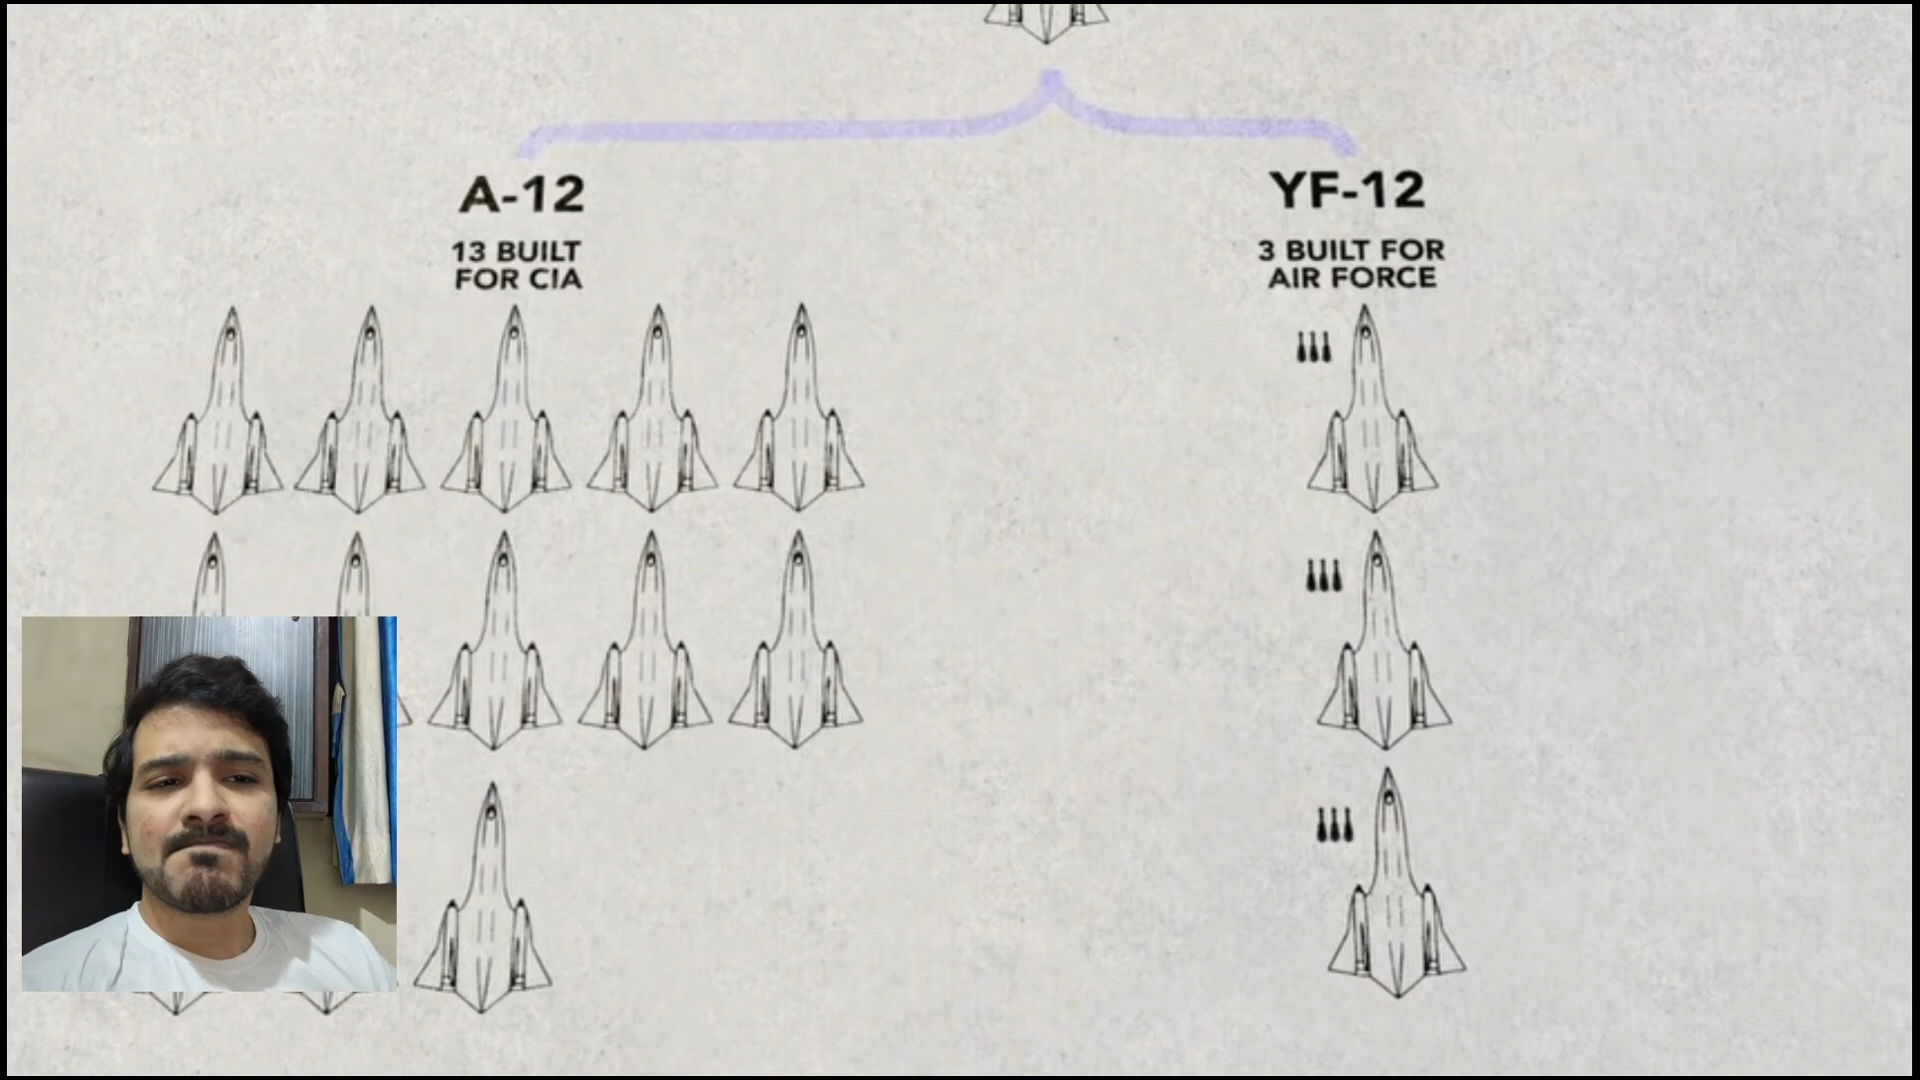 A-12
13 BUILT
FOR CIA
YF-12
3 BUILT FOR
AIR FORCE